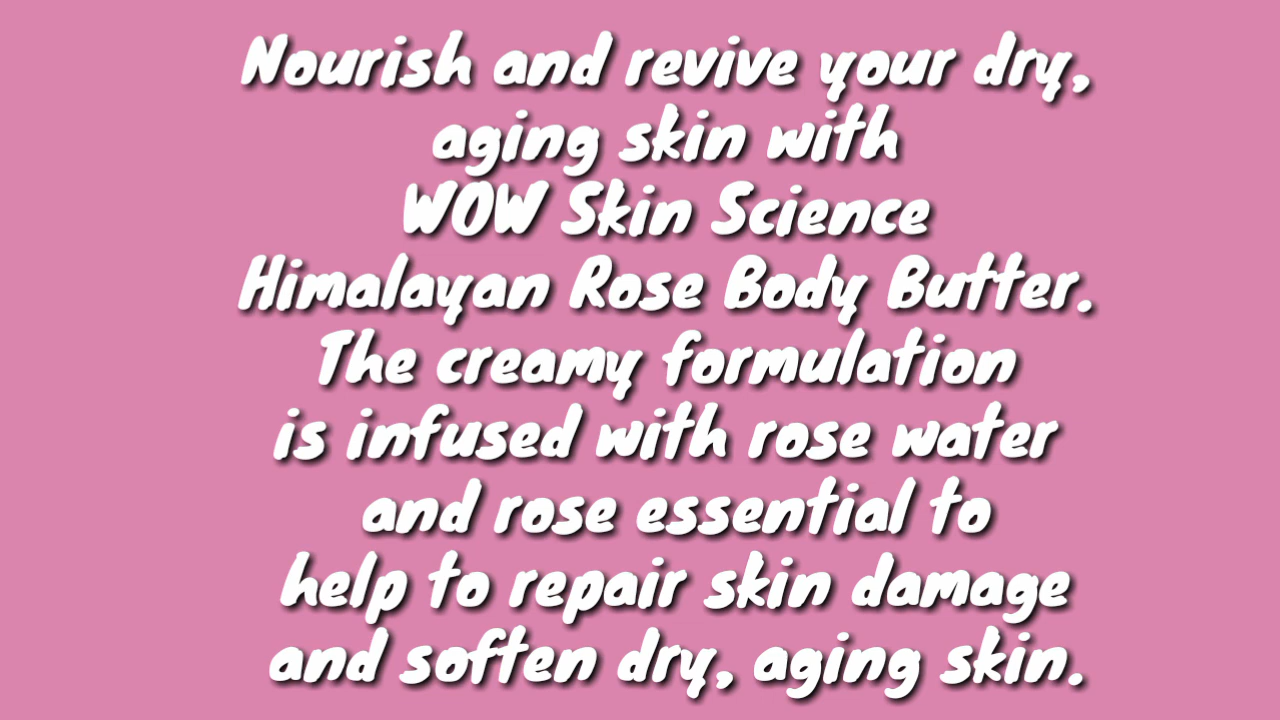 Nourish and revive your dry,
aging skin with
WOW Skin Science
Himalayan Rose Body Butter.
The creamy formulation
is infused with rose water
and rose essential to
help to repair skin damage
and soften dry, aging skin.